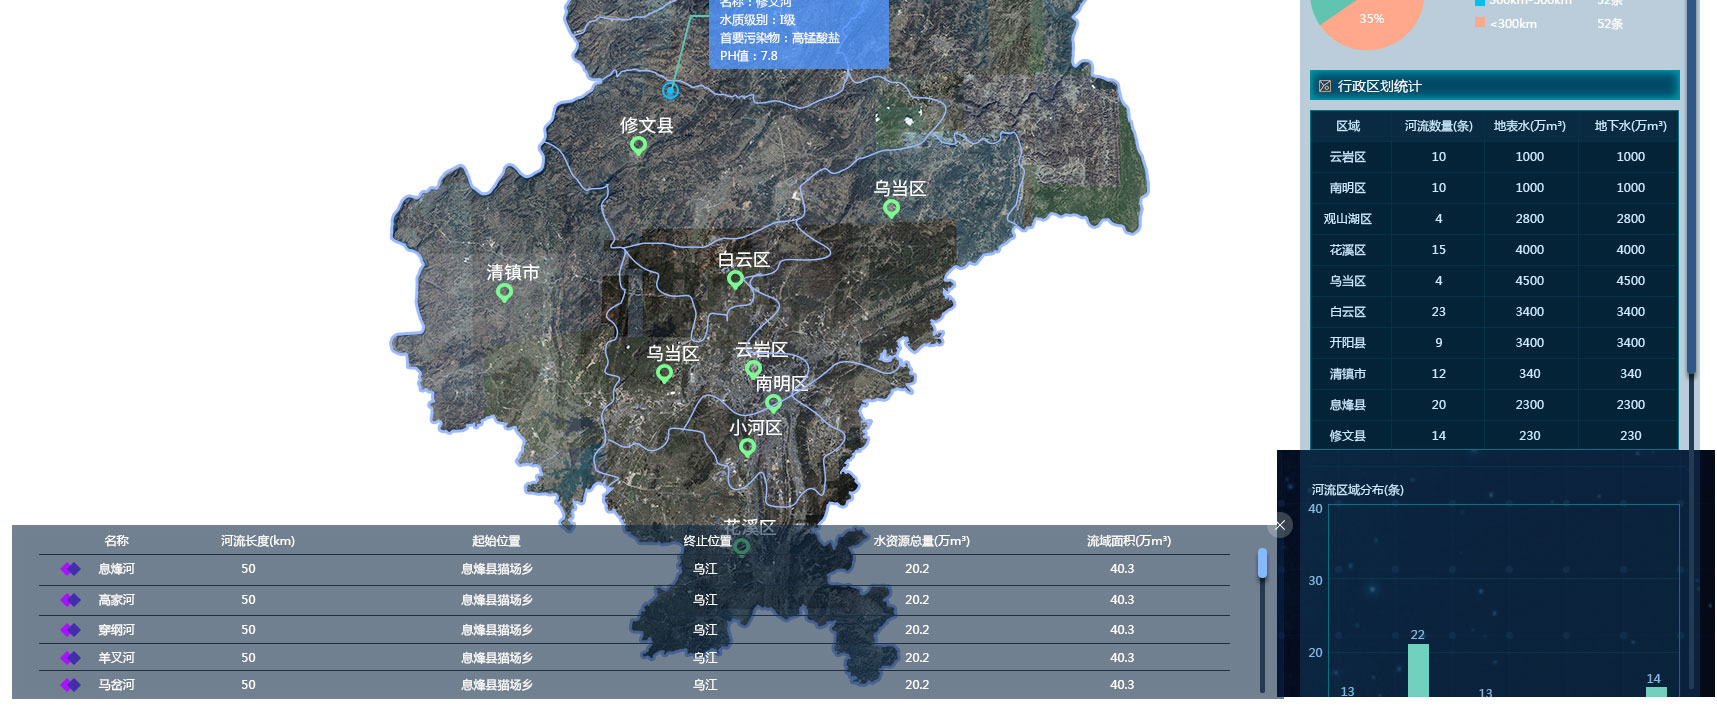 名称：修文河
水质级别：I级
首要污染物：高锰酸盐
PH值：7.8
修文县
乌当区
白云区
清镇市
乌当区
云岩区
南明区
小河区
花溪区
35%
300km-500km 52条
<300km 52条
行政区划统计
区域 河流数量(条) 地表水(万m³) 地下水(万m³)
云岩区 10 1000 1000
南明区 10 1000 1000
观山湖区 4 2800 2800
花溪区 15 4000 4000
乌当区 4 4500 4500
白云区 23 3400 3400
开阳县 9 3400 3400
清镇市 12 340 340
息烽县 20 2300 2300
修文县 14 230 230
河流区域分布(条)
40
30
20
13
22
13
14
名称 河流长度(km) 起始位置 终止位置 水资源总量(万m³) 流域面积(万m³)
息烽河 50 息烽县猫场乡 乌江 20.2 40.3
高家河 50 息烽县猫场乡 乌江 20.2 40.3
穿纲河 50 息烽县猫场乡 乌江 20.2 40.3
羊叉河 50 息烽县猫场乡 乌江 20.2 40.3
马岔河 50 息烽县猫场乡 乌江 20.2 40.3